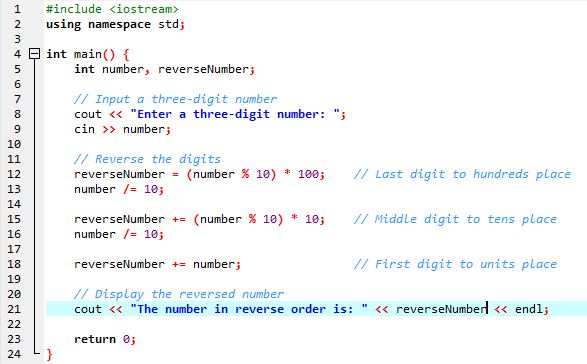 1 #include <iostream>
2 using namespace std;
3
4 int main() {
5     int number, reverseNumber;
6
7     // Input a three-digit number
8     cout << "Enter a three-digit number: ";
9     cin >> number;
10
11     // Reverse the digits
12     reverseNumber = (number % 10) * 100;    // Last digit to hundreds place
13     number /= 10;
14
15     reverseNumber += (number % 10) * 10;    // Middle digit to tens place
16     number /= 10;
17
18     reverseNumber += number;                // First digit to units place
19
20     // Display the reversed number
21     cout << "The number in reverse order is: " << reverseNumber << endl;
22
23     return 0;
24 }